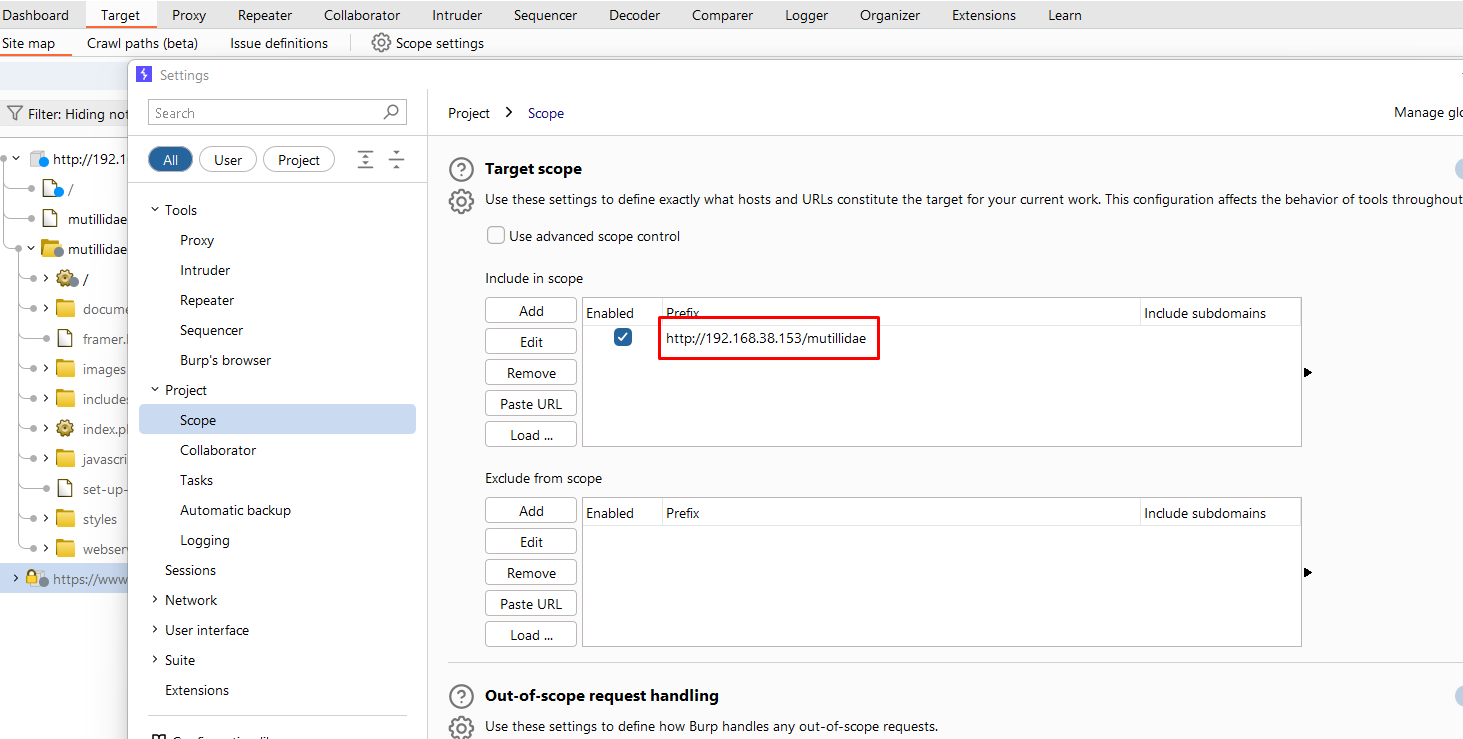 Dashboard Target Proxy Repeater Collaborator Intruder Sequencer Decoder Comparer Logger Organizer Extensions Learn
Site map Crawl paths (beta) Issue definitions Scope settings
Settings
Search
Project > Scope
Manage glo
Filter: Hiding not
All User Project
http://192.1
/
mutillidae
mutillidae
/
docume
framer.
images
includes
index.p
javascri
set-up-
styles
webserv
https://www
Tools
Proxy
Intruder
Repeater
Sequencer
Burp's browser
Project
Scope
Collaborator
Tasks
Automatic backup
Logging
Sessions
Network
User interface
Suite
Extensions
Target scope
Use these settings to define exactly what hosts and URLs constitute the target for your current work. This configuration affects the behavior of tools throughout
Use advanced scope control
Include in scope
Add
Edit
Remove
Paste URL
Load ...
Enabled Prefix Include subdomains
http://192.168.38.153/mutillidae
Exclude from scope
Add
Edit
Remove
Paste URL
Load ...
Enabled Prefix Include subdomains
Out-of-scope request handling
Use these settings to define how Burp handles any out-of-scope requests.